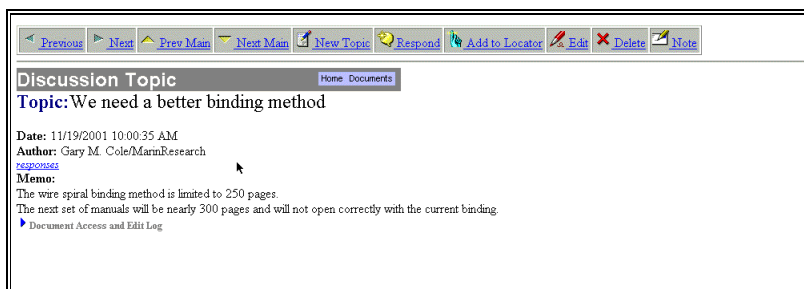 Previous Next Prev Main Next Main New Topic Respond Add to Locator Edit Delete Note
Discussion Topic Home Documents
Topic:We need a better binding method
Date: 11/19/2001 10:00:35 AM
Author: Gary M. Cole/MarinResearch
responses
Memo:
The wire spiral binding method is limited to 250 pages.
The next set of manuals will be nearly 300 pages and will not open correctly with the current binding.
Document Access and Edit Log